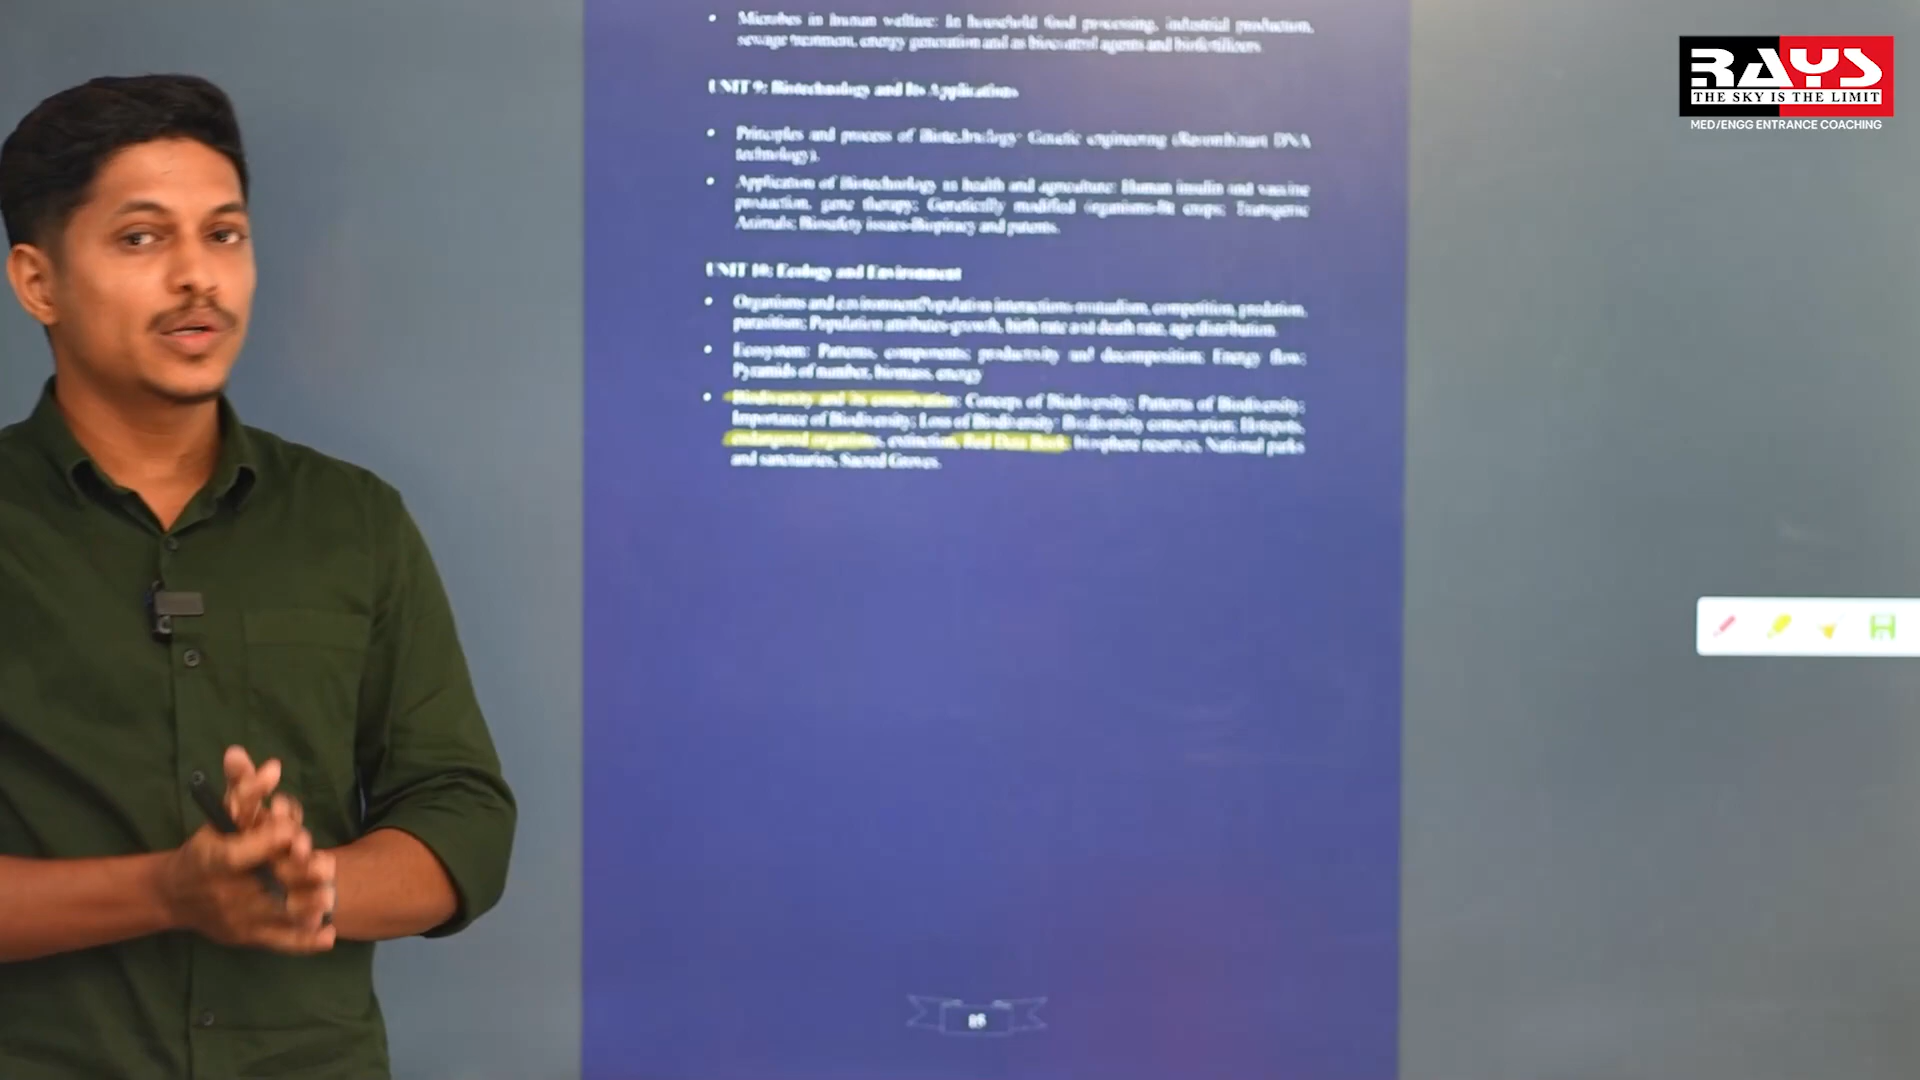 Microbes in human welfare: In household food processing, industrial production,
sewage treatment, energy generation and as biocontrol agents and biofertilizers
UNIT 9: Biotechnology and Its Applications
Principles and process of Biotechnology: Genetic engineering (Recombinant DNA
technology).
Application of Biotechnology in health and agriculture: Human insulin and vaccine
production, gene therapy; Genetically modified organisms-Bt crops; Transgenic
Animals; Biosafety issues-Biopiracy and patents.
UNIT 10: Ecology and Environment
Organisms and environmentPopulation interactions-mutualism, competition, predation,
parasitism; Population attributes-growth, birth rate and death rate, age distribution.
Ecosystem: Patterns, components; productivity and decomposition; Energy flow;
Pyramids of number, biomass, energy
Biodiversity and its conservation: Concept of Biodiversity; Patterns of Biodiversity;
Importance of Biodiversity; Loss of Biodiversity; Biodiversity conservation; Hotspots,
endangered organisms, extinction, Red Data Book, biosphere reserves, National parks
and sanctuaries, Sacred Groves.
RAYS
THE SKY IS THE LIMIT
MED/ENGG ENTRANCE COACHING